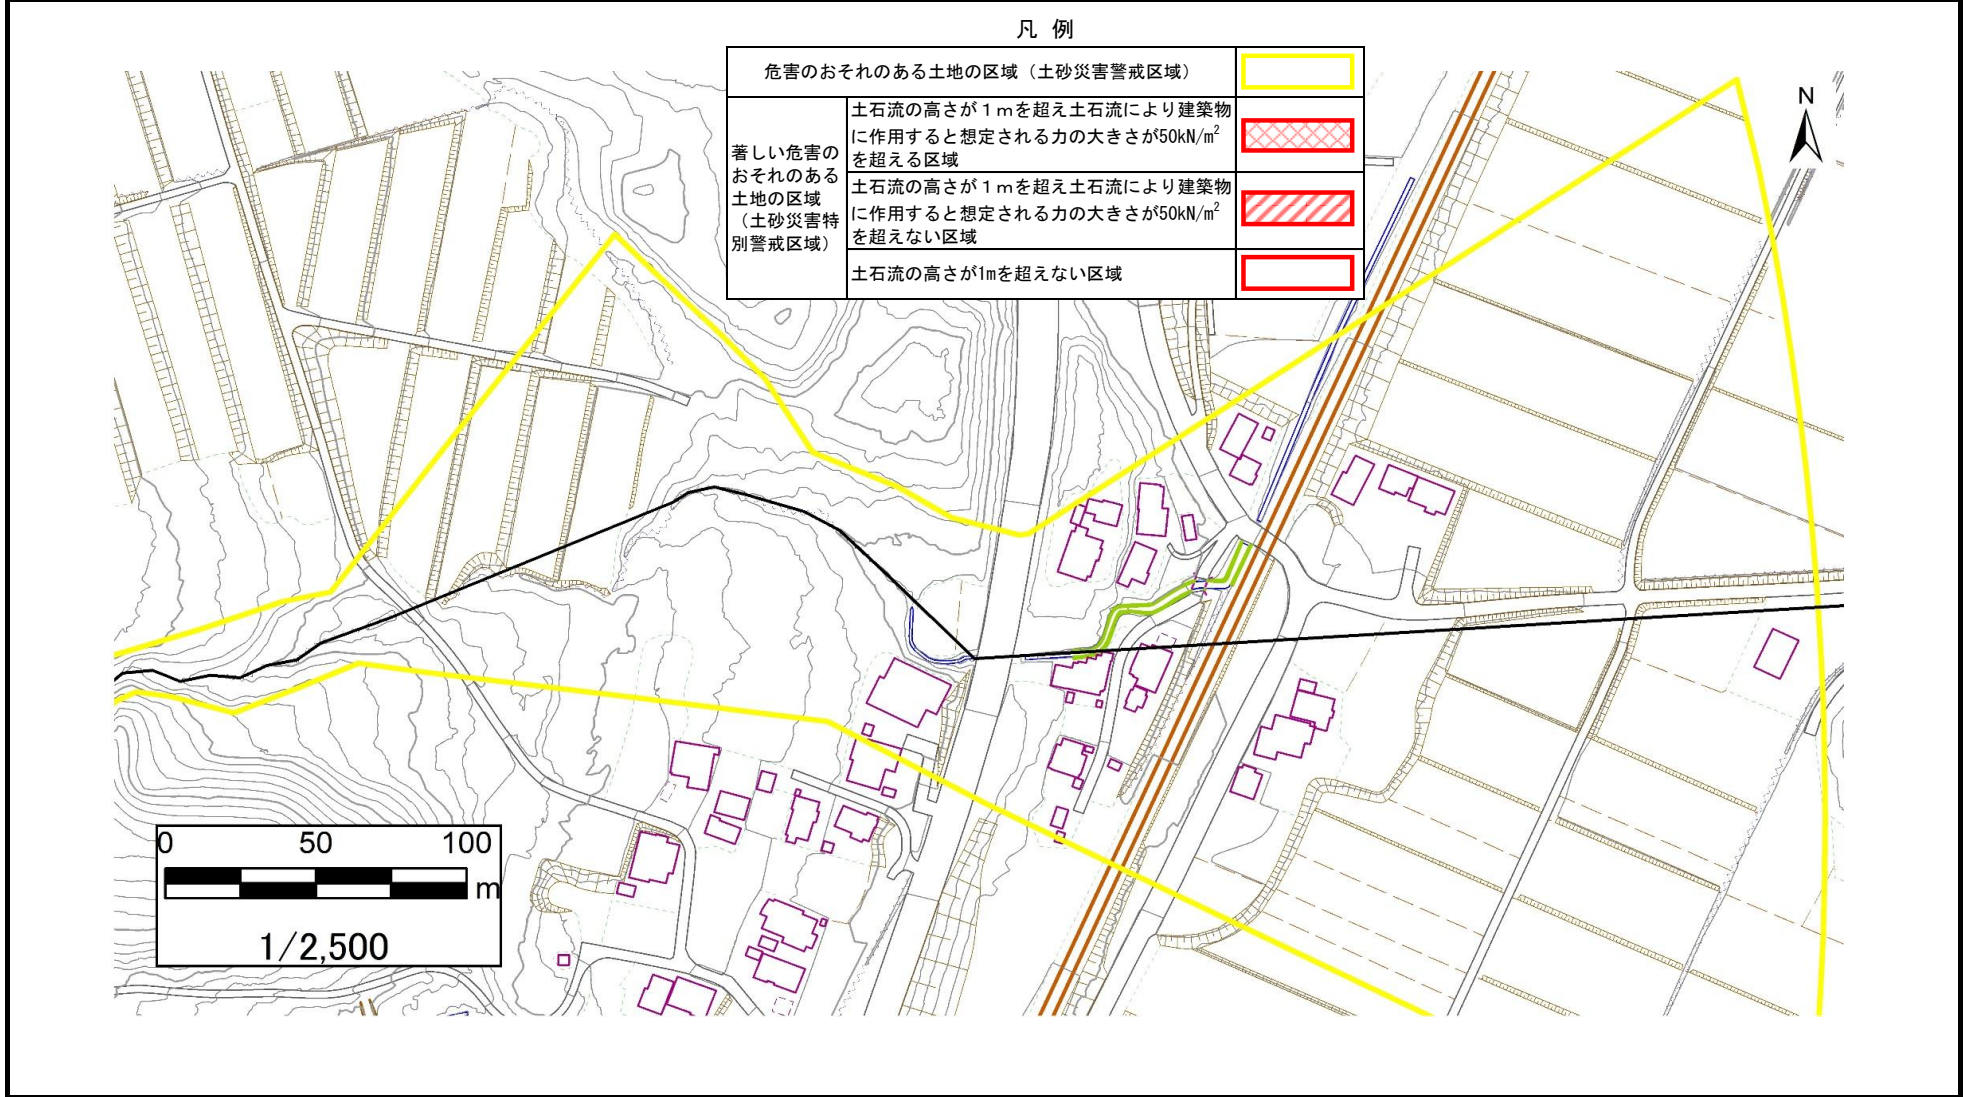 凡 例
危害のおそれのある土地の区域（土砂災害警戒区域）
著しい危害の
おそれのある
土地の区域
（土砂災害特
別警戒区域）
土石流の高さが１ｍを超え土石流により建築物
に作用すると想定される力の大きさが50kN/㎡
を超える区域
土石流の高さが１ｍを超え土石流により建築物
に作用すると想定される力の大きさが50kN/㎡
を超えない区域
土石流の高さが1mを超えない区域
N
0 50 100
m
1/2,500